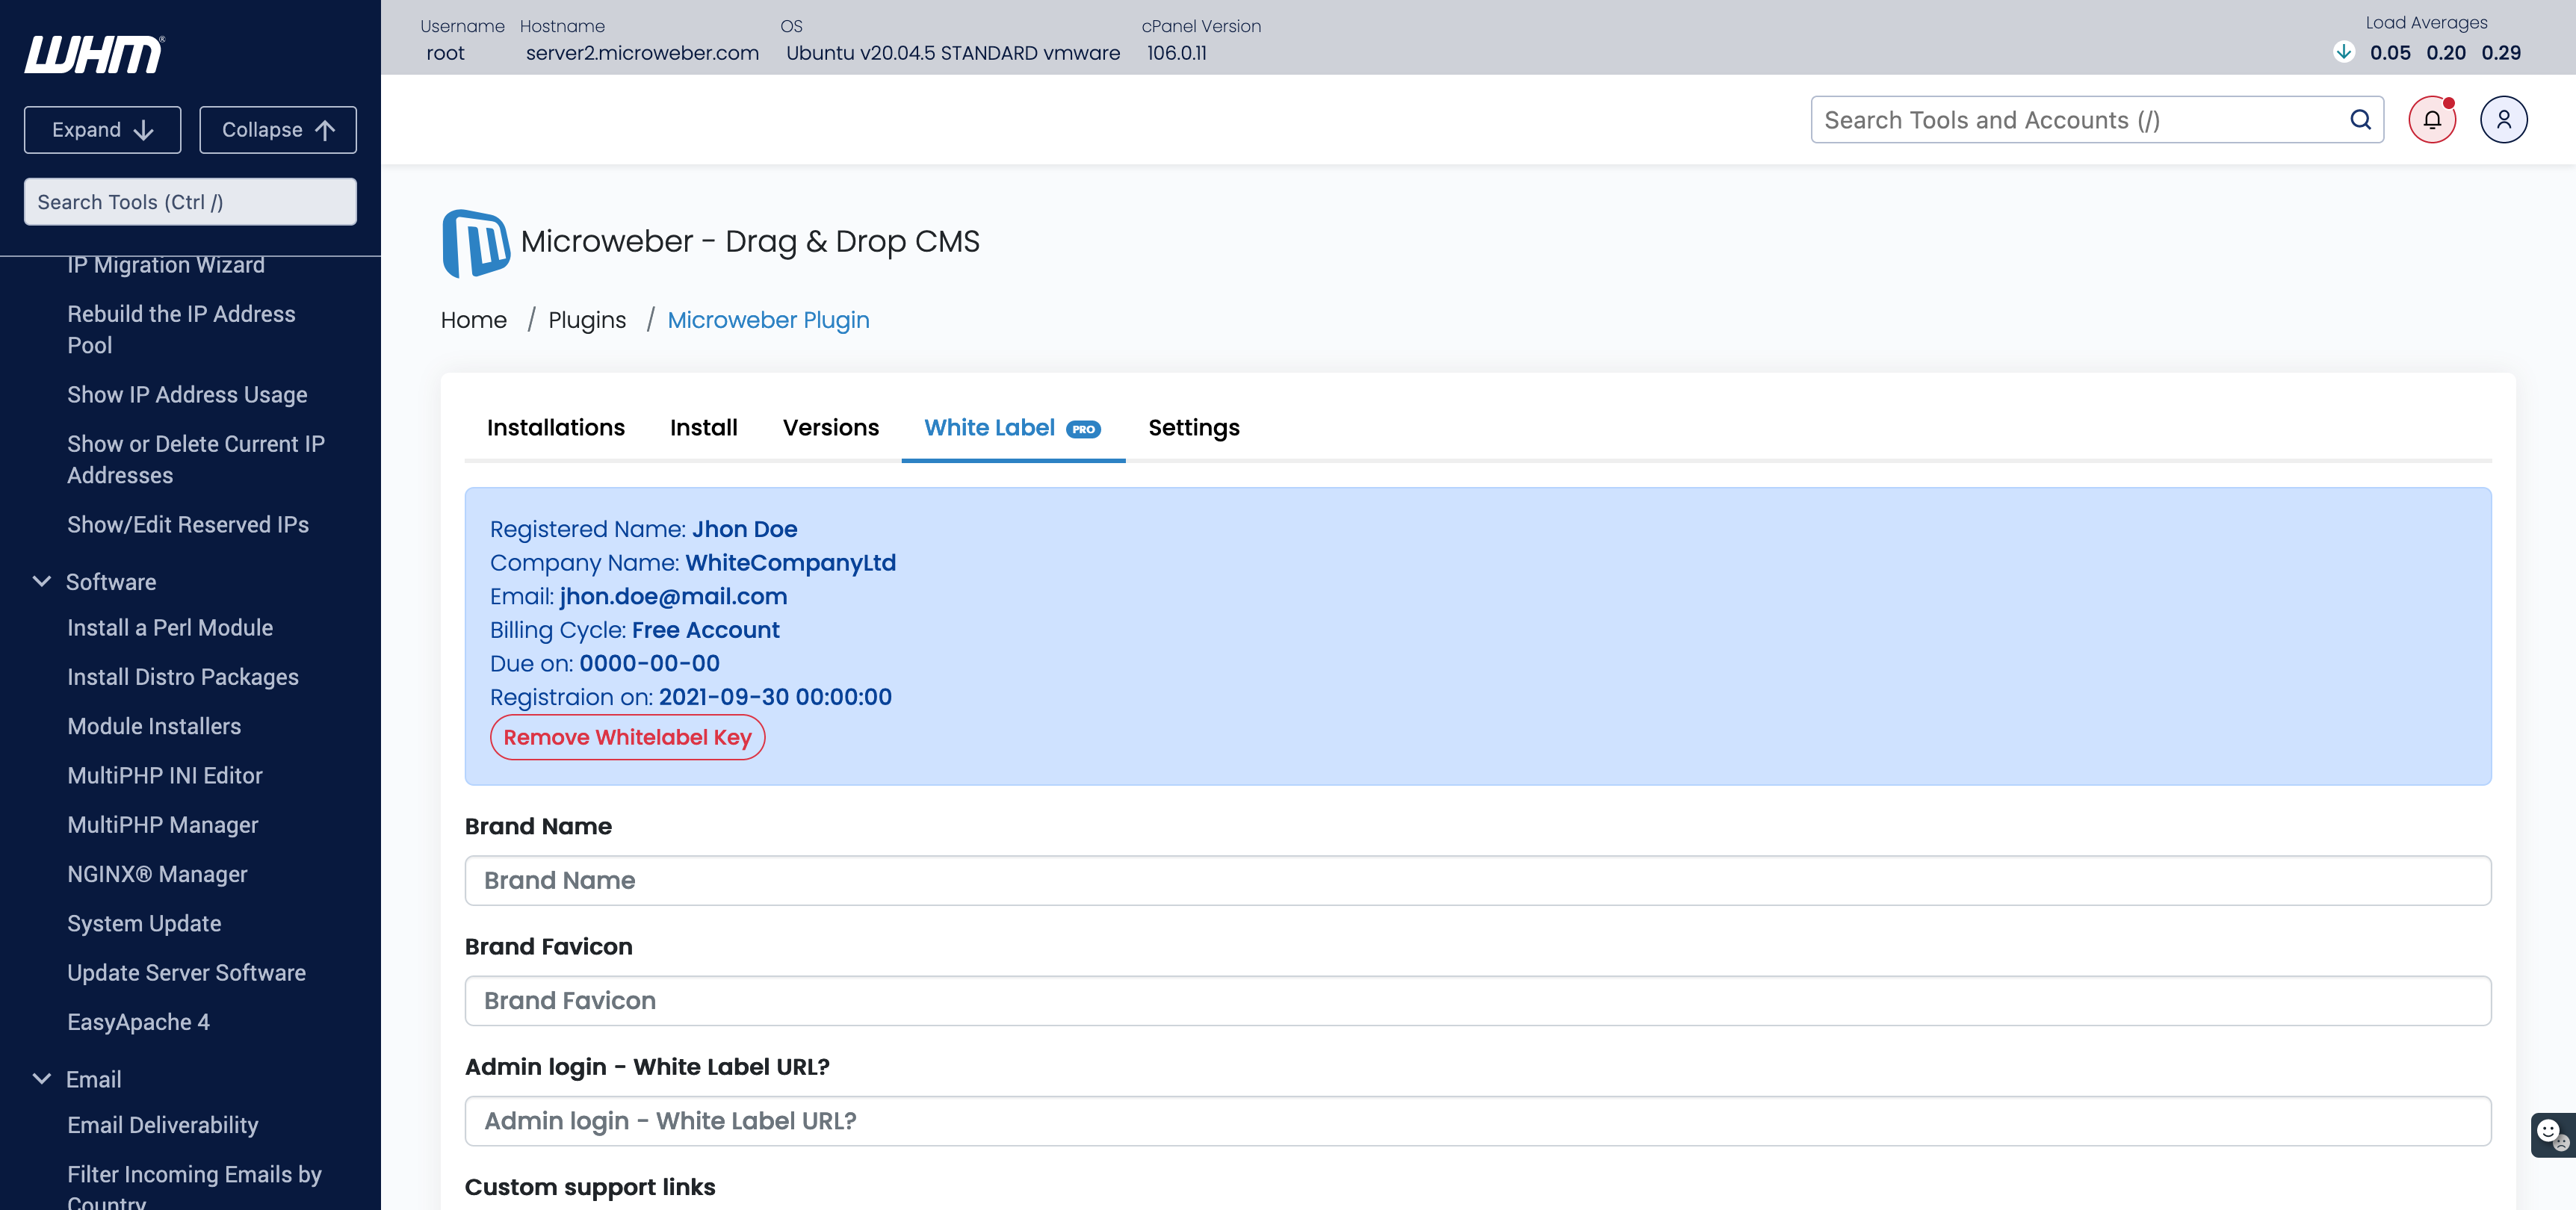 WHM®
Expand
Collapse
Search Tools (Ctrl /)
IP Migration Wizard
Rebuild the IP Address
Pool
Show IP Address Usage
Show or Delete Current IP
Addresses
Show/Edit Reserved IPs
Software
Install a Perl Module
Install Distro Packages
Module Installers
MultiPHP INI Editor
MultiPHP Manager
NGINX® Manager
System Update
Update Server Software
EasyApache 4
Email
Email Deliverability
Filter Incoming Emails by
Country
Username Hostname OS cPanel Version
root server2.microweber.com Ubuntu v20.04.5 STANDARD vmware 106.0.11
Load Averages
0.05 0.20 0.29
Search Tools and Accounts (/)
Microweber - Drag & Drop CMS
Home / Plugins / Microweber Plugin
Installations Install Versions White Label PRO Settings
Registered Name: Jhon Doe
Company Name: WhiteCompanyLtd
Email: jhon.doe@mail.com
Billing Cycle: Free Account
Due on: 0000-00-00
Registraion on: 2021-09-30 00:00:00
Remove Whitelabel Key
Brand Name
Brand Name
Brand Favicon
Brand Favicon
Admin login - White Label URL?
Admin login - White Label URL?
Custom support links